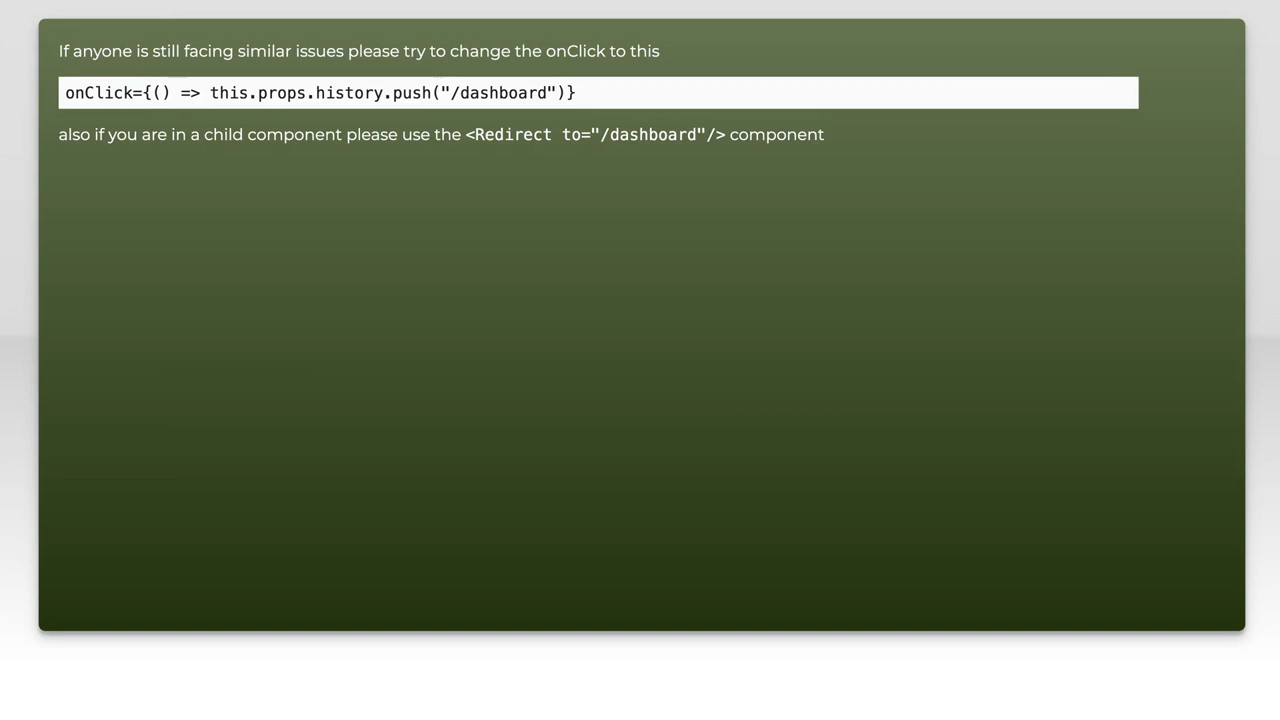 If anyone is still facing similar issues please try to change the onClick to this
onClick={() => this.props.history.push("/dashboard")}
also if you are in a child component please use the <Redirect to="/dashboard"/> component